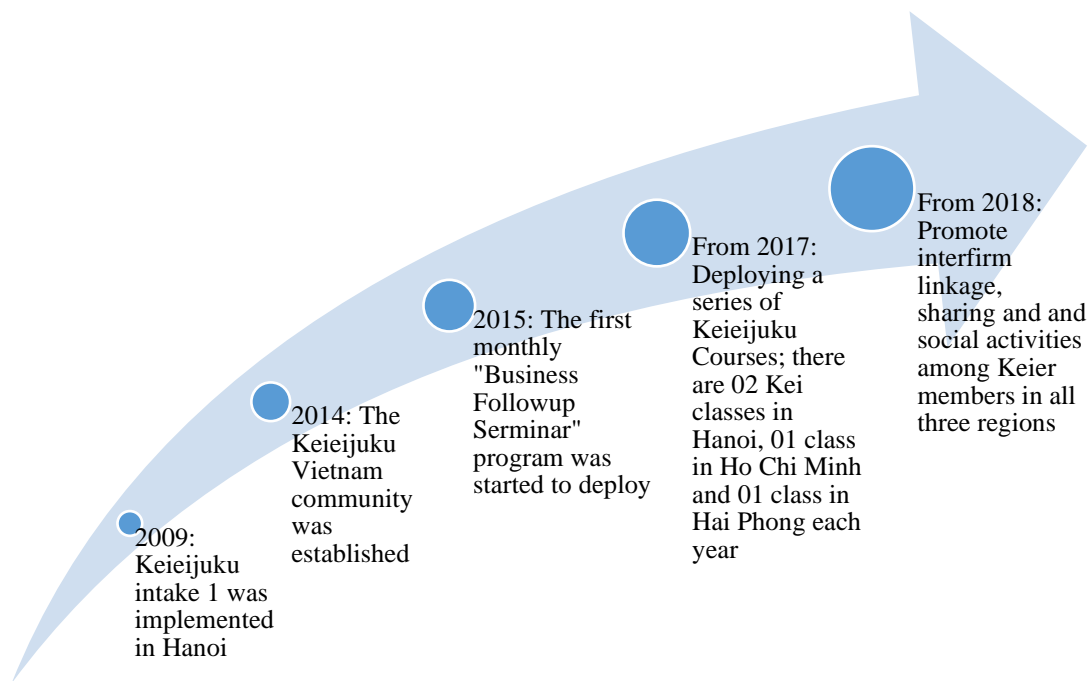 2009:
Keieijuku
intake 1 was
implemented
in Hanoi
2014: The
Keieijuku
Vietnam
community
was
established
2015: The first
monthly
"Business
Followup
Serminar"
program was
started to deploy
From 2017:
Deploying a
series of
Keieijuku
Courses; there
are 02 Kei
classes in
Hanoi, 01 class
in Ho Chi Minh
and 01 class in
Hai Phong each
year
From 2018:
Promote
interfirm
linkage,
sharing and and
social activities
among Keier
members in all
three regions